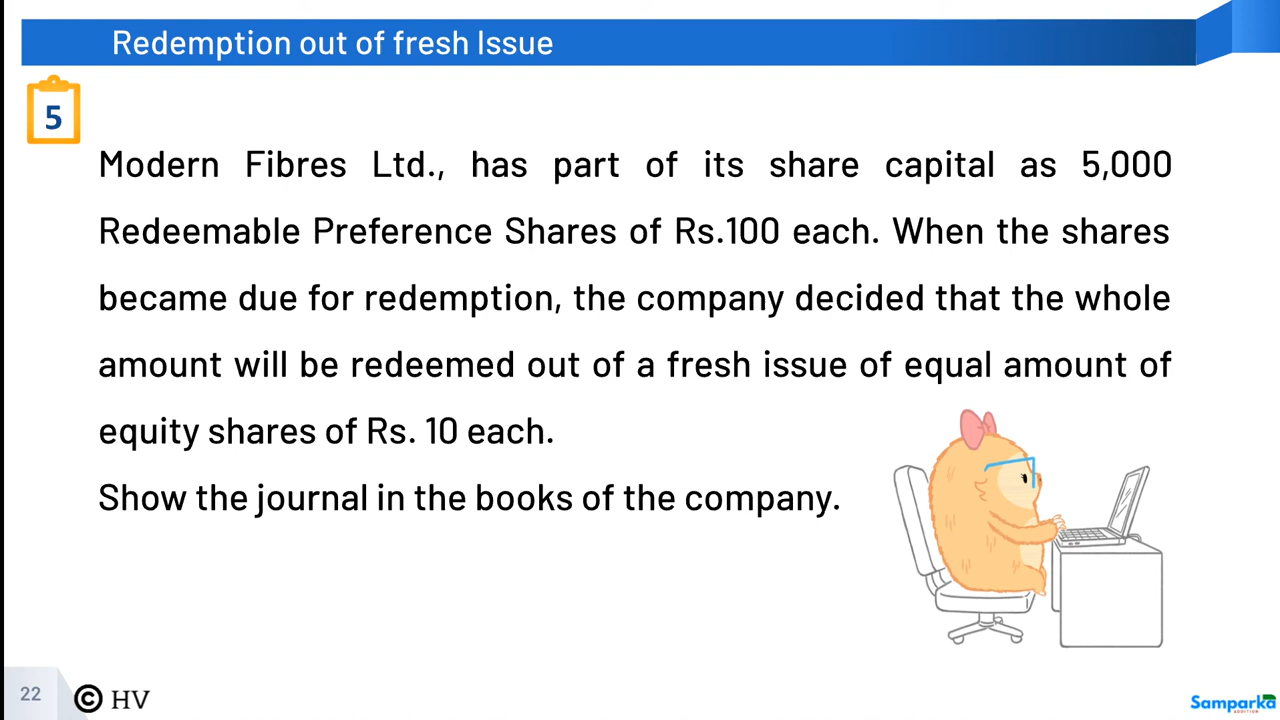 Redemption out of fresh Issue
5
Modern Fibres Ltd., has part of its share capital as 5,000
Redeemable Preference Shares of Rs.100 each. When the shares
became due for redemption, the company decided that the whole
amount will be redeemed out of a fresh issue of equal amount of
equity shares of Rs. 10 each.
Show the journal in the books of the company.
22
© HV
Samparka
ADDITION